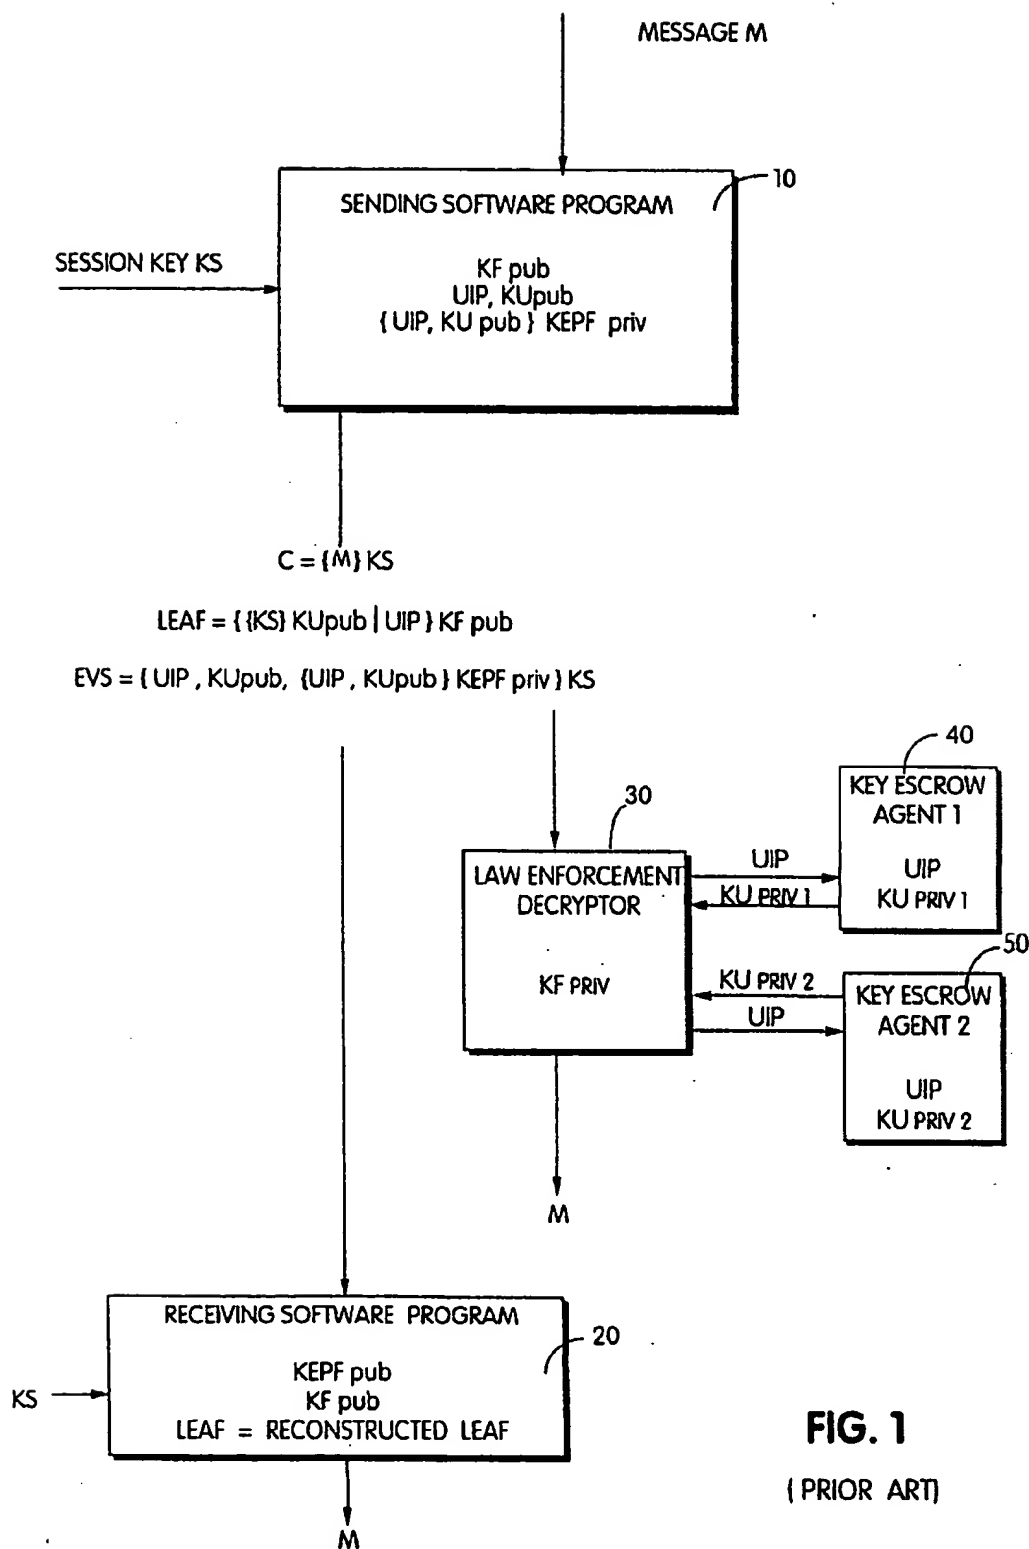 MESSAGE M
10
SENDING SOFTWARE PROGRAM
SESSION KEY KS
KF pub
UIP, KUpub
{ UIP, KU pub } KEPF priv
C = {M} KS
LEAF = { {KS} KUpub | UIP } KF pub
EVS = { UIP , KUpub, {UIP , KUpub } KEPF priv } KS
40
KEY ESCROW
AGENT 1
UIP
KU PRIV 1
30
LAW ENFORCEMENT
DECRYPTOR
KF PRIV
UIP
KU PRIV 1
KU PRIV 2
UIP
50
KEY ESCROW
AGENT 2
UIP
KU PRIV 2
M
RECEIVING SOFTWARE PROGRAM
20
KEPF pub
KF pub
LEAF = RECONSTRUCTED LEAF
KS
M
FIG. 1
( PRIOR ART)